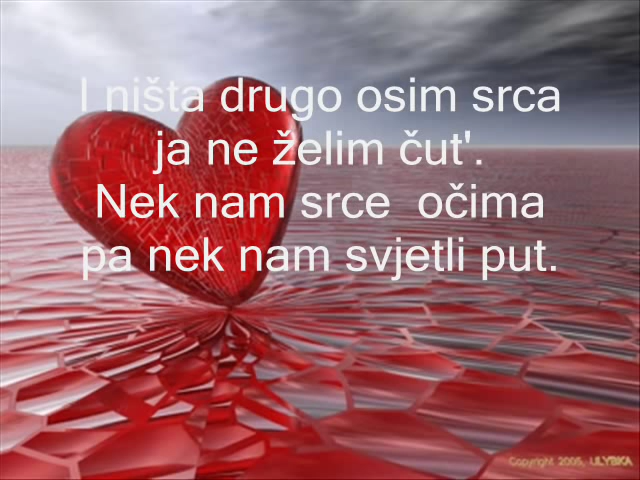 I ništa drugo osim srca
ja ne želim čut'.
Nek nam srce  očima
pa nek nam svjetli put.
Copyright 2005, ULYBKA